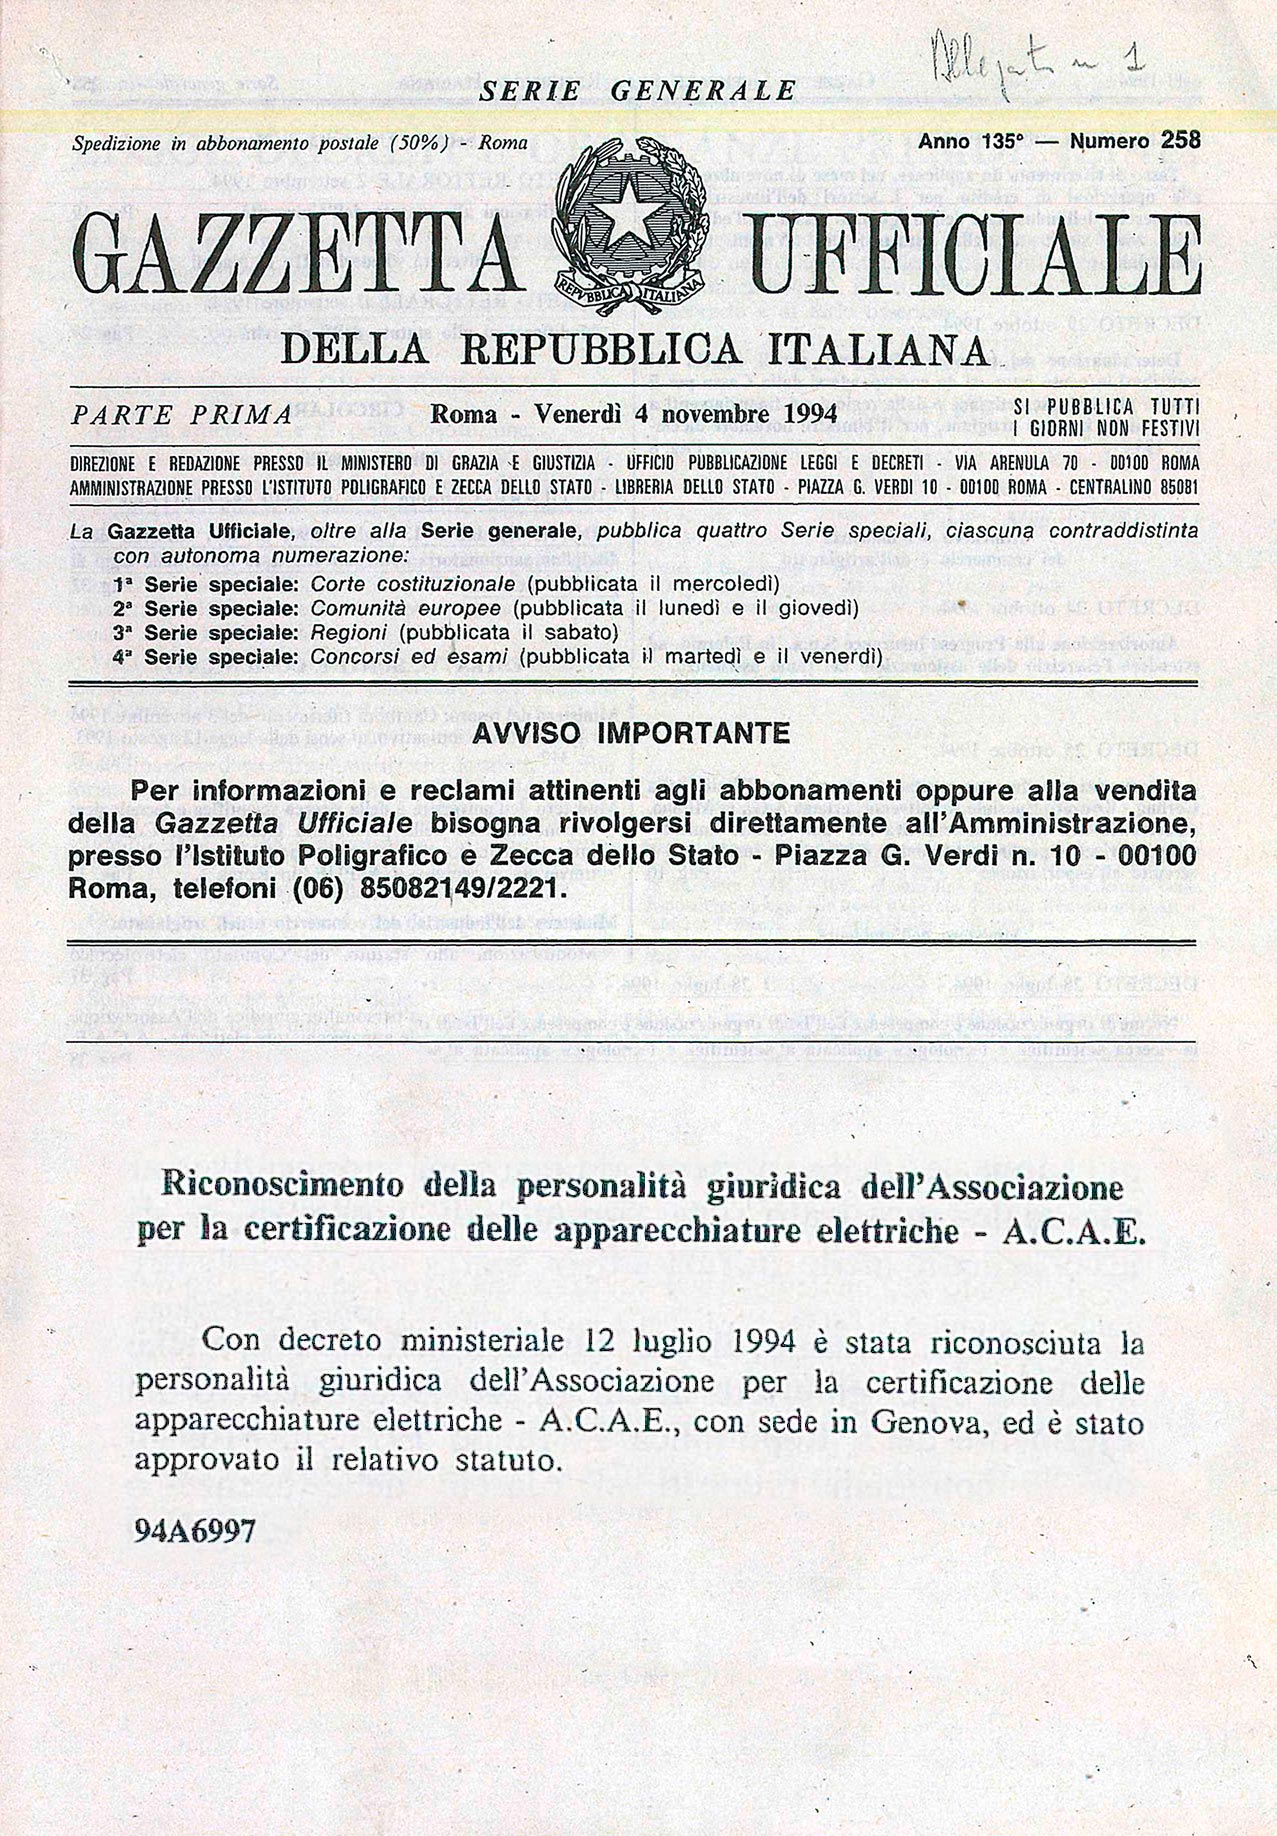 Allegato n 1
SERIE GENERALE
Spedizione in abbonamento postale (50%) - Roma
Anno 135° — Numero 258
GAZZETTA UFFICIALE
REPVBBLICA ITALIANA
DELLA REPUBBLICA ITALIANA
PARTE PRIMA
Roma - Venerdì 4 novembre 1994
SI PUBBLICA TUTTI
I GIORNI NON FESTIVI
DIREZIONE E REDAZIONE PRESSO IL MINISTERO DI GRAZIA E GIUSTIZIA - UFFICIO PUBBLICAZIONE LEGGI E DECRETI - VIA ARENULA 70 - 00100 ROMA
AMMINISTRAZIONE PRESSO L'ISTITUTO POLIGRAFICO E ZECCA DELLO STATO - LIBRERIA DELLO STATO - PIAZZA G. VERDI 10 - 00100 ROMA - CENTRALINO 85081
La Gazzetta Ufficiale, oltre alla Serie generale, pubblica quattro Serie speciali, ciascuna contraddistinta
con autonoma numerazione:
1ª Serie speciale: Corte costituzionale (pubblicata il mercoledì)
2ª Serie speciale: Comunità europee (pubblicata il lunedì e il giovedì)
3ª Serie speciale: Regioni (pubblicata il sabato)
4ª Serie speciale: Concorsi ed esami (pubblicata il martedì e il venerdì)
AVVISO IMPORTANTE
Per informazioni e reclami attinenti agli abbonamenti oppure alla vendita
della Gazzetta Ufficiale bisogna rivolgersi direttamente all'Amministrazione,
presso l'Istituto Poligrafico e Zecca dello Stato - Piazza G. Verdi n. 10 - 00100
Roma, telefoni (06) 85082149/2221.
Riconoscimento della personalità giuridica dell'Associazione
per la certificazione delle apparecchiature elettriche - A.C.A.E.
Con decreto ministeriale 12 luglio 1994 è stata riconosciuta la
personalità giuridica dell'Associazione per la certificazione delle
apparecchiature elettriche - A.C.A.E., con sede in Genova, ed è stato
approvato il relativo statuto.
94A6997